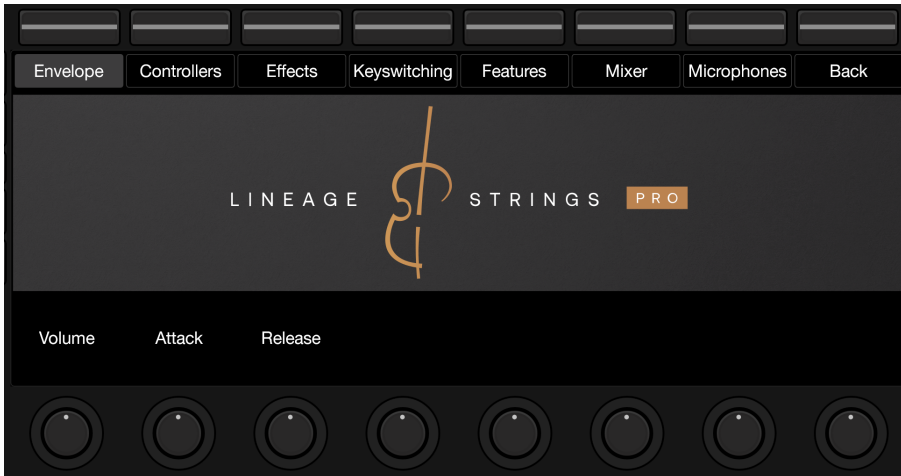 Envelope Controllers Effects Keyswitching Features Mixer Microphones Back
LINEAGE STRINGS PRO
Volume Attack Release